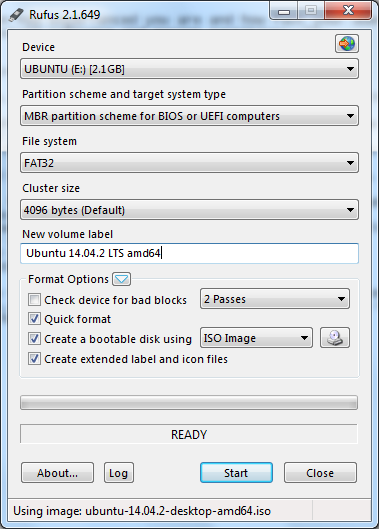 Rufus 2.1.649
Device
UBUNTU (E:) [2.1GB]
Partition scheme and target system type
MBR partition scheme for BIOS or UEFI computers
File system
FAT32
Cluster size
4096 bytes (Default)
New volume label
Ubuntu 14.04.2 LTS amd64
Format Options
Check device for bad blocks 2 Passes
Quick format
Create a bootable disk using ISO Image
Create extended label and icon files
READY
About... Log Start Close
Using image: ubuntu-14.04.2-desktop-amd64.iso